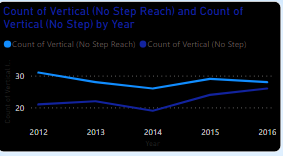 Count of Vertical (No Step Reach) and Count of
Vertical (No Step) by Year
Count of Vertical (No Step Reach) Count of Vertical (No Step)
30
20
2012 2013 2014 2015 2016
Year